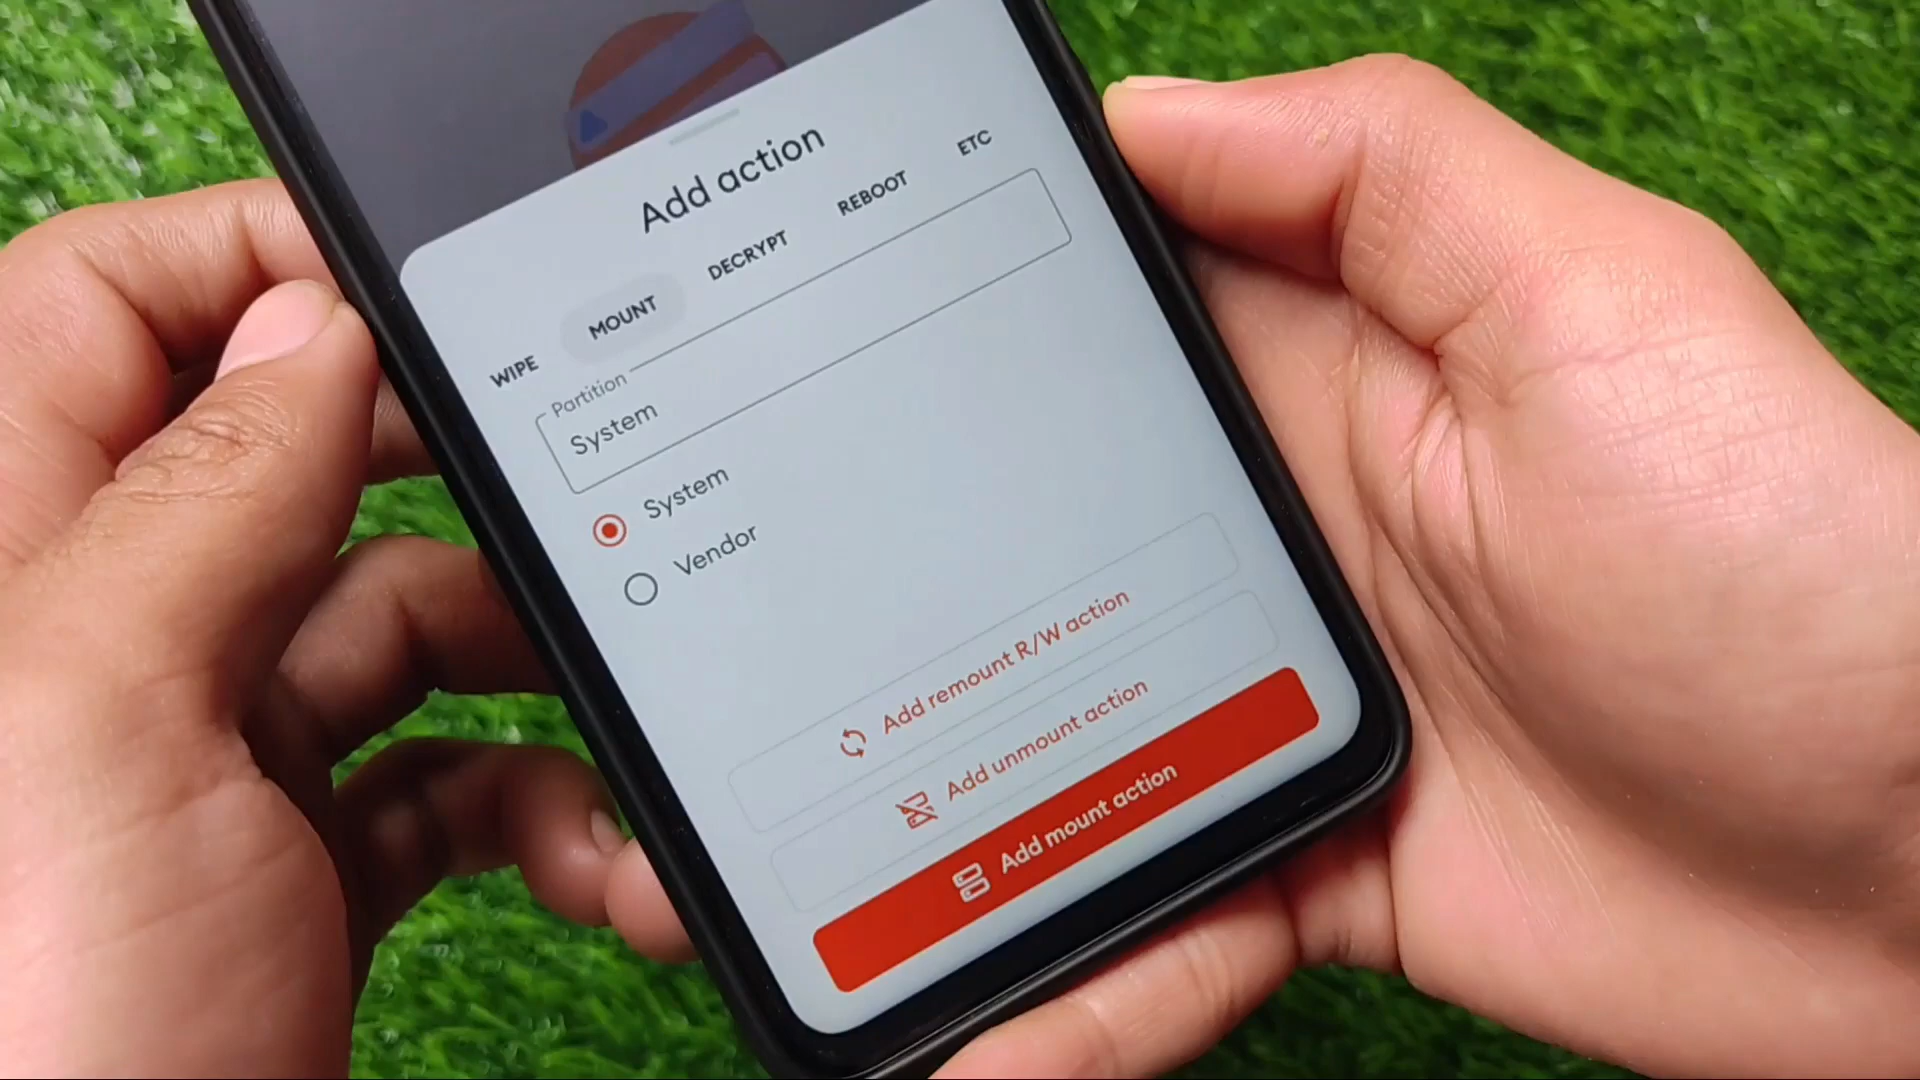 Add action
WIPE MOUNT DECRYPT REBOOT ETC
Partition
System
System
Vendor
Add remount R/W action
Add unmount action
Add mount action